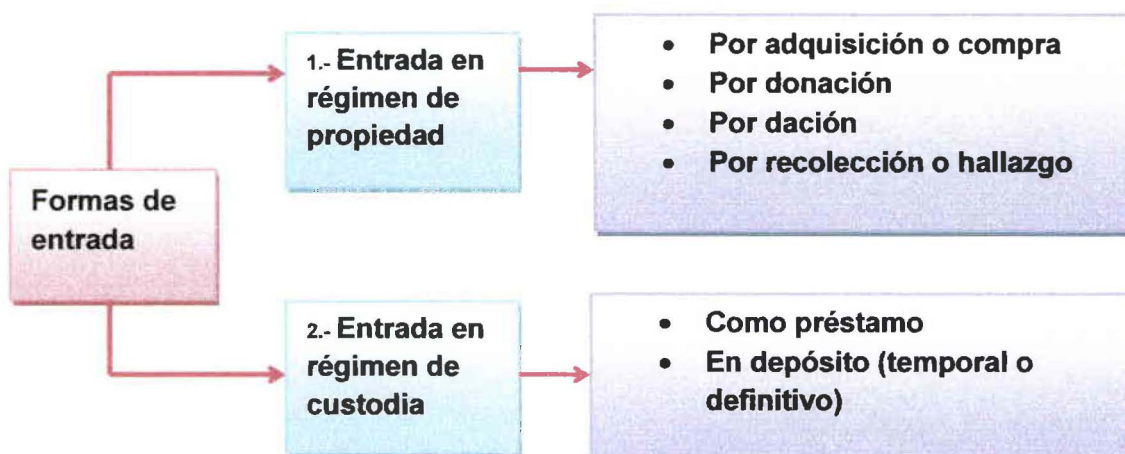 Formas de
entrada
1.- Entrada en
régimen de
propiedad
• Por adquisición o compra
• Por donación
• Por dación
• Por recolección o hallazgo
2.- Entrada en
régimen de
custodia
• Como préstamo
• En depósito (temporal o
definitivo)